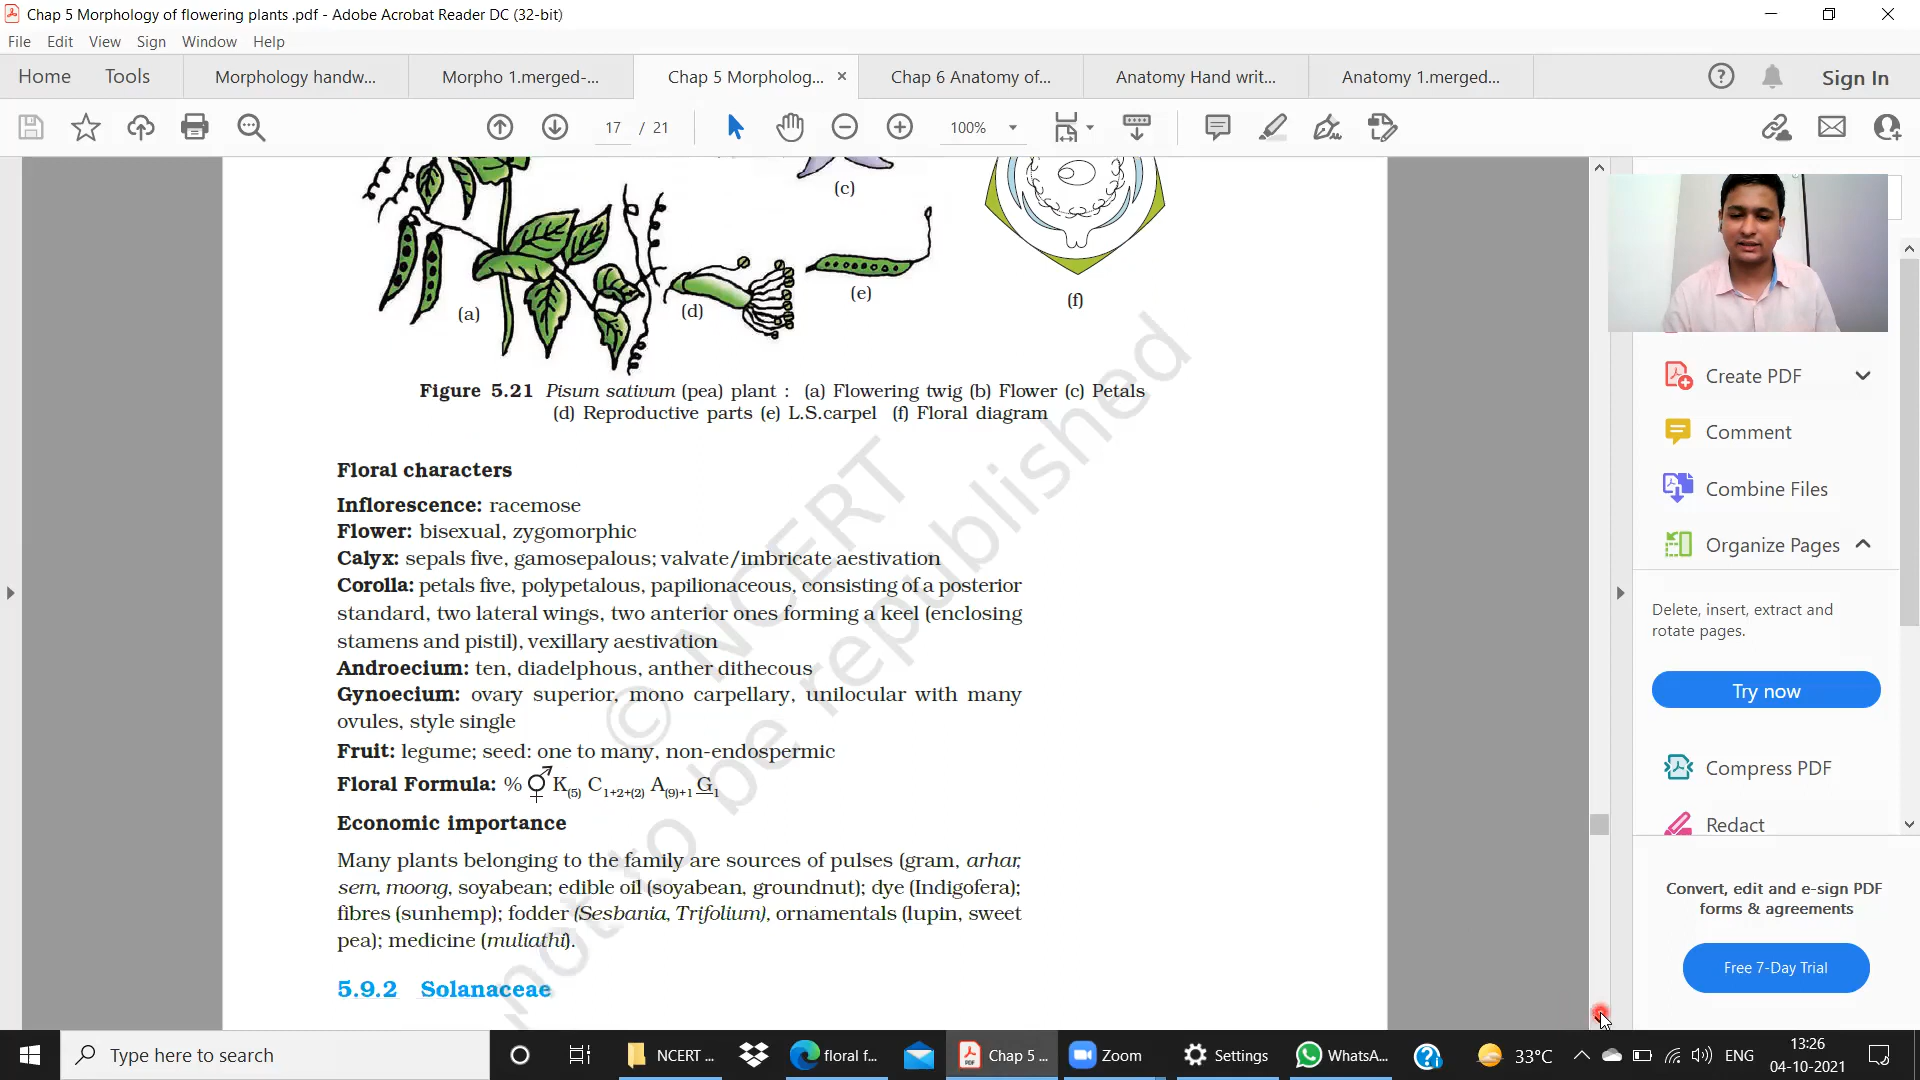 Chap 5 Morphology of flowering plants .pdf - Adobe Acrobat Reader DC (32-bit)
File Edit View Sign Window Help
Home Tools Morphology handw... Morpho 1.merged-... Chap 5 Morpholog... × Chap 6 Anatomy of... Anatomy Hand writ... Anatomy 1.merged... Sign In
17 / 21 100%
(c)
(a)
(d)
(e)
(f)
Figure 5.21 Pisum sativum (pea) plant : (a) Flowering twig (b) Flower (c) Petals
(d) Reproductive parts (e) L.S.carpel (f) Floral diagram
Floral characters
Inflorescence: racemose
Flower: bisexual, zygomorphic
Calyx: sepals five, gamosepalous; valvate/imbricate aestivation
Corolla: petals five, polypetalous, papilionaceous, consisting of a posterior
standard, two lateral wings, two anterior ones forming a keel (enclosing
stamens and pistil), vexillary aestivation
Androecium: ten, diadelphous, anther dithecous
Gynoecium: ovary superior, mono carpellary, unilocular with many
ovules, style single
Fruit: legume; seed: one to many, non-endospermic
Floral Formula: % ⚥ K(5) C1+2+(2) A(9)+1 G1
Economic importance
Many plants belonging to the family are sources of pulses (gram, arhar,
sem, moong, soyabean; edible oil (soyabean, groundnut); dye (Indigofera);
fibres (sunhemp); fodder (Sesbania, Trifolium), ornamentals (lupin, sweet
pea); medicine (muliathi).
5.9.2 Solanaceae
© NCERT
not to be republished
Create PDF
Comment
Combine Files
Organize Pages
Delete, insert, extract and
rotate pages.
Try now
Compress PDF
Redact
Convert, edit and e-sign PDF
forms & agreements
Free 7-Day Trial
Type here to search
NCERT ...
floral f...
Chap 5 ...
Zoom
Settings
WhatsA...
33°C
ENG
13:26
04-10-2021